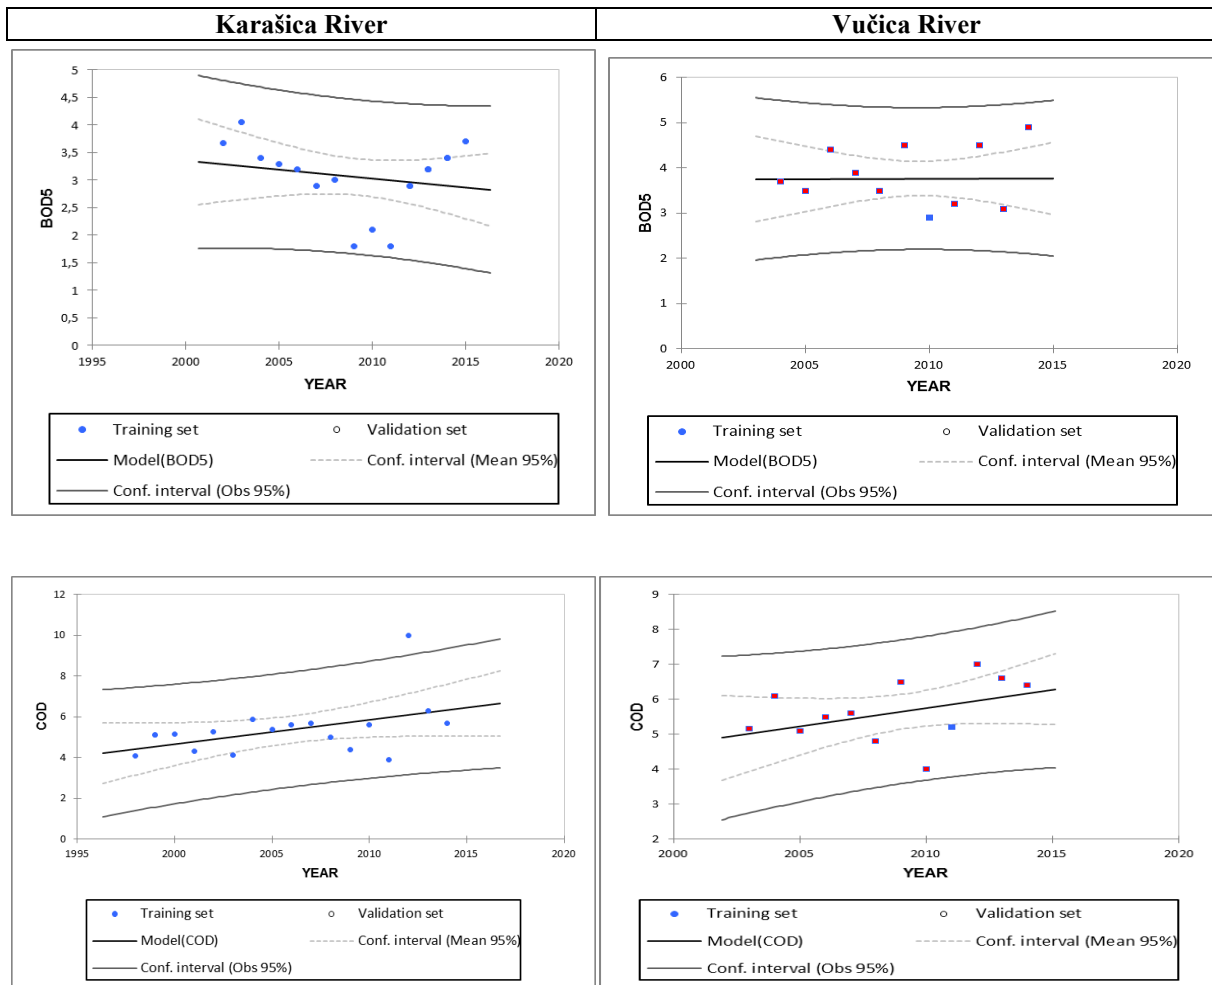 Karašica River
Vučica River
5
4,5
4
3,5
3
2,5
2
1,5
1
0,5
0
BOD5
1995
2000
2005
2010
2015
2020
YEAR
Training set
Validation set
Model(BOD5)
Conf. interval (Mean 95%)
Conf. interval (Obs 95%)
6
5
4
3
2
1
0
BOD5
2000
2005
2010
2015
2020
YEAR
Training set
Validation set
Model(BOD5)
Conf. interval (Mean 95%)
Conf. interval (Obs 95%)
12
10
8
6
4
2
0
COD
1995
2000
2005
2010
2015
2020
YEAR
Training set
Validation set
Model(COD)
Conf. interval (Mean 95%)
Conf. interval (Obs 95%)
9
8
7
6
5
4
3
2
COD
2000
2005
2010
2015
2020
YEAR
Training set
Validation set
Model(COD)
Conf. interval (Mean 95%)
Conf. interval (Obs 95%)